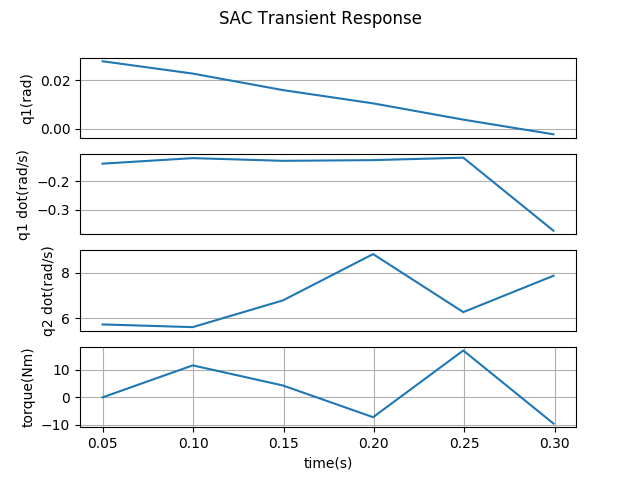 SAC Transient Response
q1(rad)
0.02
0.00
q1 dot(rad/s)
−0.2
−0.3
q2 dot(rad/s)
8
6
torque(Nm)
10
0
−10
0.05 0.10 0.15 0.20 0.25 0.30
time(s)